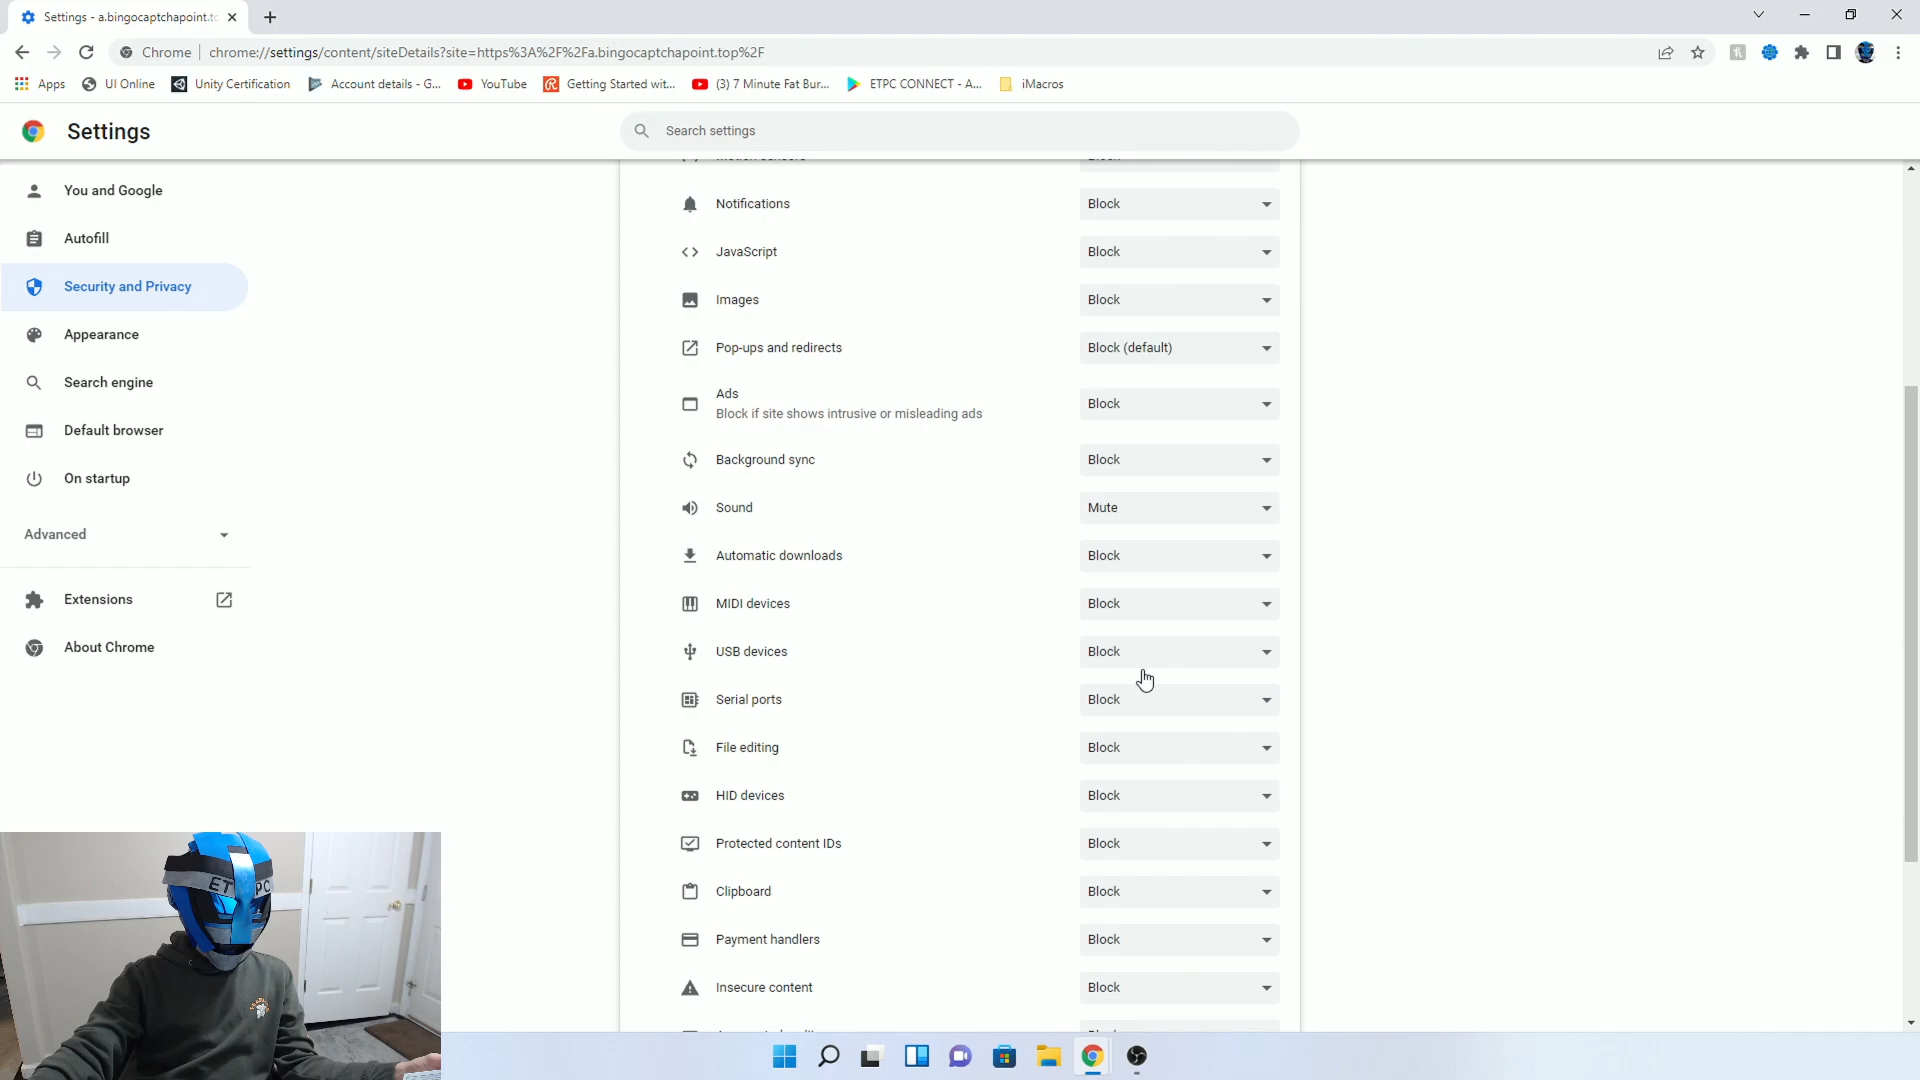 Settings - a.bingocaptchapoint.to
Chrome
chrome://settings/content/siteDetails?site=https%3A%2F%2Fa.bingocaptchapoint.top%2F
Apps
UI Online
Unity Certification
Account details - G...
YouTube
Getting Started wit...
(3) 7 Minute Fat Bur...
ETPC CONNECT - A...
iMacros
Settings
Search settings
You and Google
Autofill
Security and Privacy
Appearance
Search engine
Default browser
On startup
Advanced
Extensions
About Chrome
Notifications Block
JavaScript Block
Images Block
Pop-ups and redirects Block (default)
Ads
Block if site shows intrusive or misleading ads
Block
Background sync Block
Sound Mute
Automatic downloads Block
MIDI devices Block
USB devices Block
Serial ports Block
File editing Block
HID devices Block
Protected content IDs Block
Clipboard Block
Payment handlers Block
Insecure content Block
ET PC